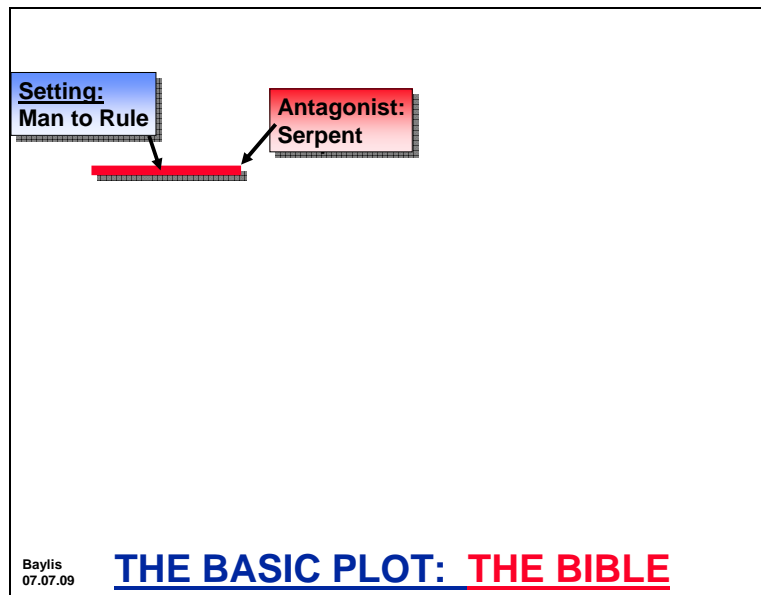 Setting:
Man to Rule
Antagonist:
Serpent
Baylis
07.07.09
THE BASIC PLOT: THE BIBLE